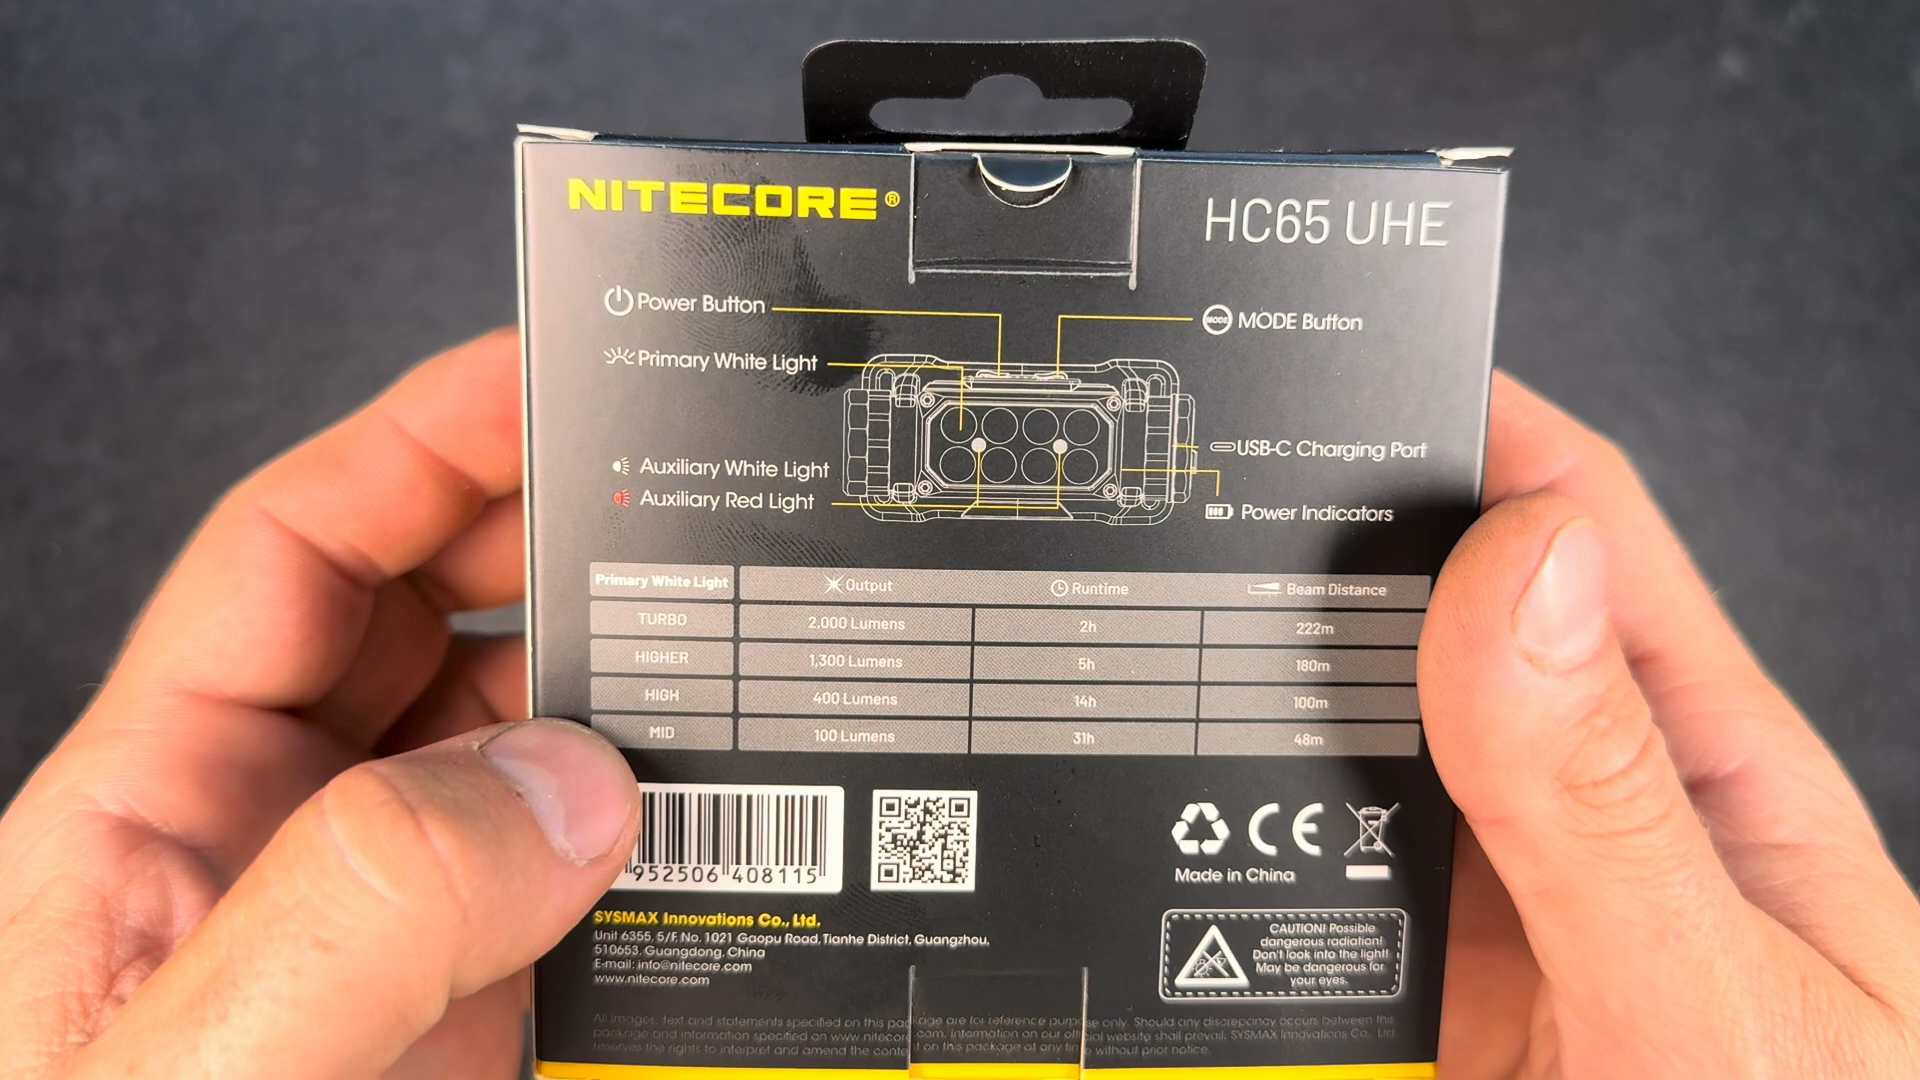 NITECORE® HC65 UHE
Power Button
MODE MODE Button
Primary White Light
USB-C Charging Port
Auxiliary White Light
Auxiliary Red Light
Power Indicators
Primary White Light Output Runtime Beam Distance
TURBO 2,000 Lumens 2h 222m
HIGHER 1,300 Lumens 5h 180m
HIGH 400 Lumens 14h 100m
MID 100 Lumens 31h 48m
952506 408115
CE
Made in China
SYSMAX Innovations Co., Ltd.
Unit 6355, 5/F, No. 1021 Gaopu Road, Tianhe District, Guangzhou,
510653, Guangdong, China
E-mail: info@nitecore.com
www.nitecore.com
CAUTION! Possible
dangerous radiation!
Don't look into the light!
May be dangerous for
your eyes.
All images, text and statements specified on this package are for reference purpose only. Should any discrepancy occurs between this
package and information specified on www.nitecore.com, information on our official website shall prevail. SYSMAX Innovations Co., Ltd.
reserves the rights to interpret and amend the content on this package at any time without prior notice.